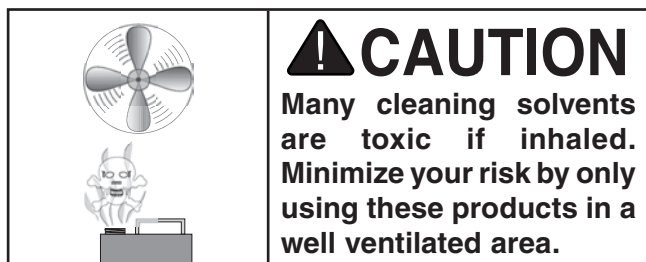 CAUTION
Many cleaning solvents
are toxic if inhaled.
Minimize your risk by only
using these products in a
well ventilated area.